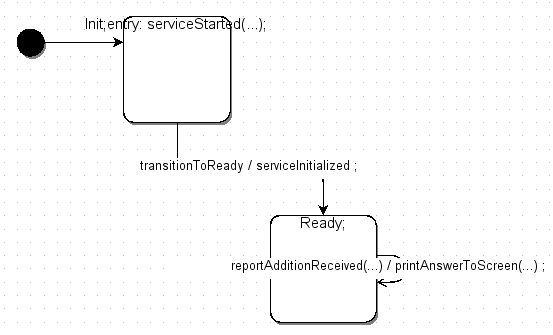 Init;entry: serviceStarted(...);
transitionToReady / serviceInitialized ;
Ready;
reportAdditionReceived(...) / printAnswerToScreen(...) ;